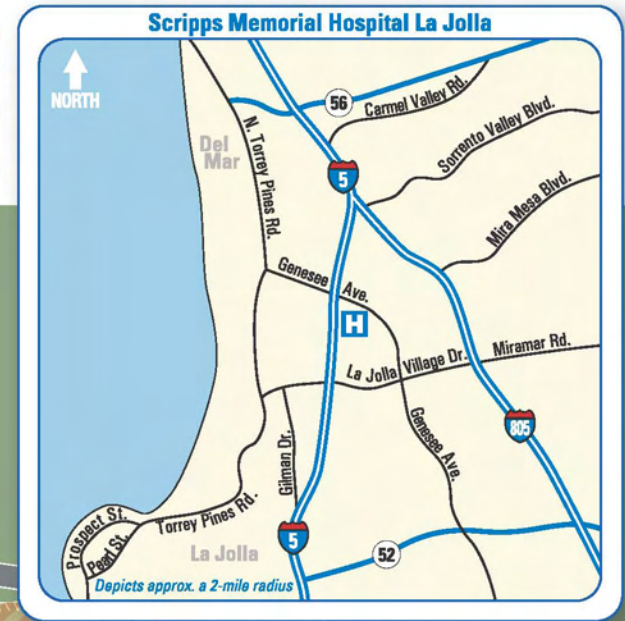 Scripps Memorial Hospital La Jolla
NORTH
56
Carmel Valley Rd.
Del
Mar
N. Torrey Pines Rd.
Sorrento Valley Blvd.
5
Mira Mesa Blvd.
Genesee Ave.
H
La Jolla Village Dr.
Miramar Rd.
Gilman Dr.
Genesee Ave.
805
Prospect St.
Pearl St.
Torrey Pines Rd.
La Jolla
5
52
Depicts approx. a 2-mile radius